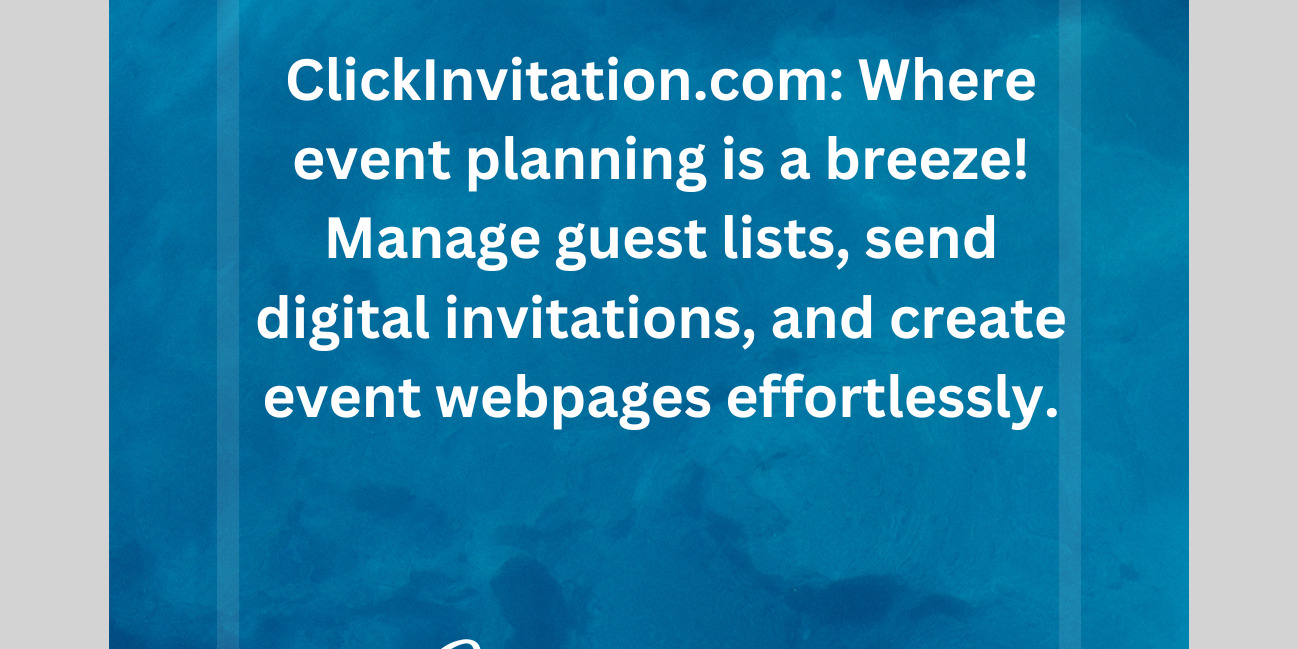 ClickInvitation.com: Where
event planning is a breeze!
Manage guest lists, send
digital invitations, and create
event webpages effortlessly.